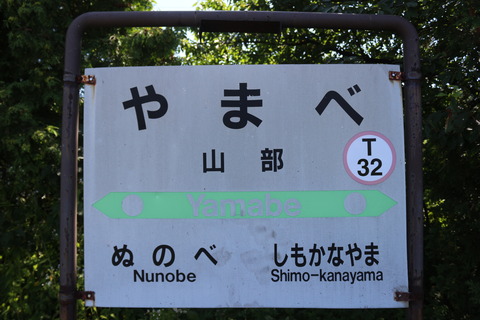 やまべ
山部
T
32
Yamabe
ぬのべ
Nunobe
しもかなやま
Shimo-kanayama